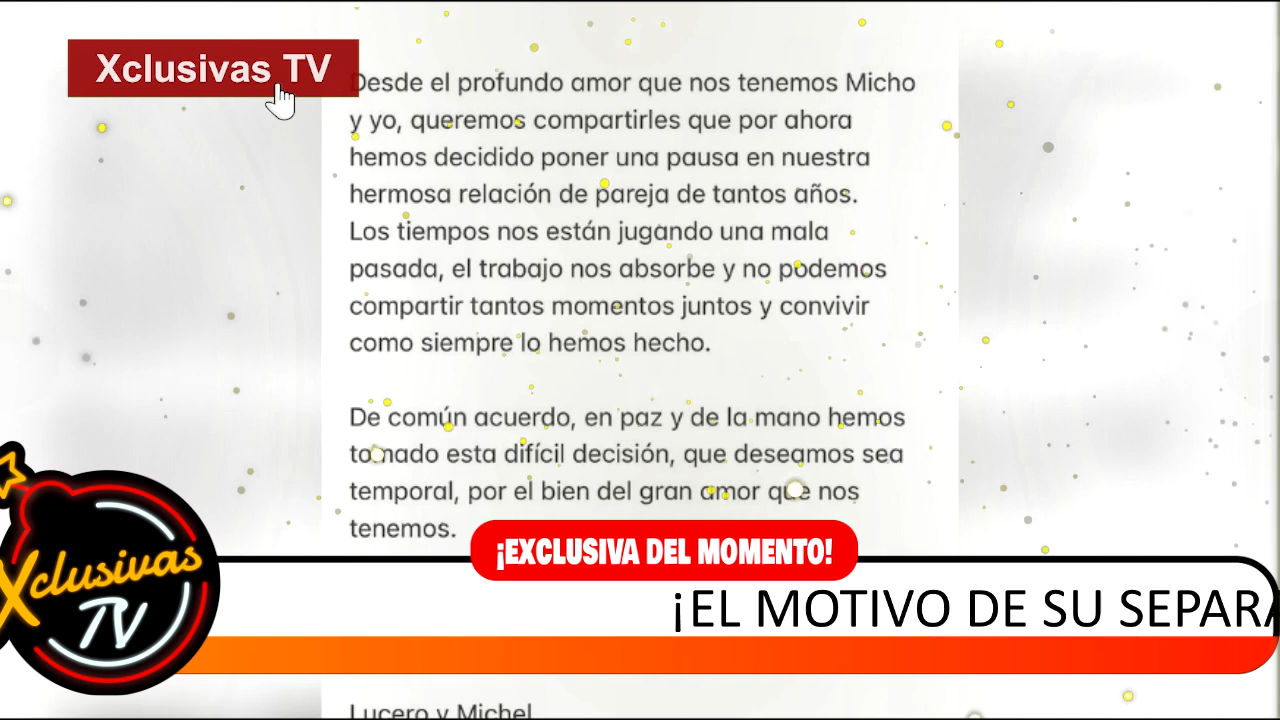 Xclusivas TV
Desde el profundo amor que nos tenemos Micho
y yo, queremos compartirles que por ahora
hemos decidido poner una pausa en nuestra
hermosa relación de pareja de tantos años.
Los tiempos nos están jugando una mala
pasada, el trabajo nos absorbe y no podemos
compartir tantos momentos juntos y convivir
como siempre lo hemos hecho.
De común acuerdo, en paz y de la mano hemos
tomado esta difícil decisión, que deseamos sea
temporal, por el bien del gran amor que nos
tenemos.
¡EXCLUSIVA DEL MOMENTO!
¡EL MOTIVO DE SU SEPARA
Xclusivas
TV
Lucero y Michel